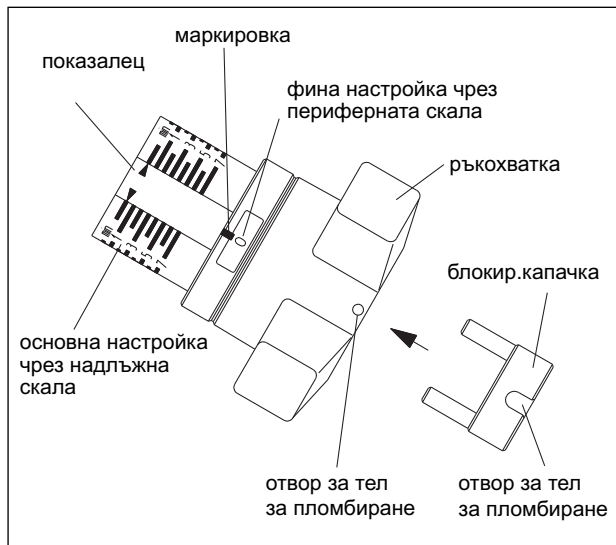 маркировка
показалец
фина настройка чрез
периферната скала
ръкохватка
блокир.капачка
основна настройка
чрез надлъжна
скала
отвор за тел
за пломбиране
отвор за тел
за пломбиране